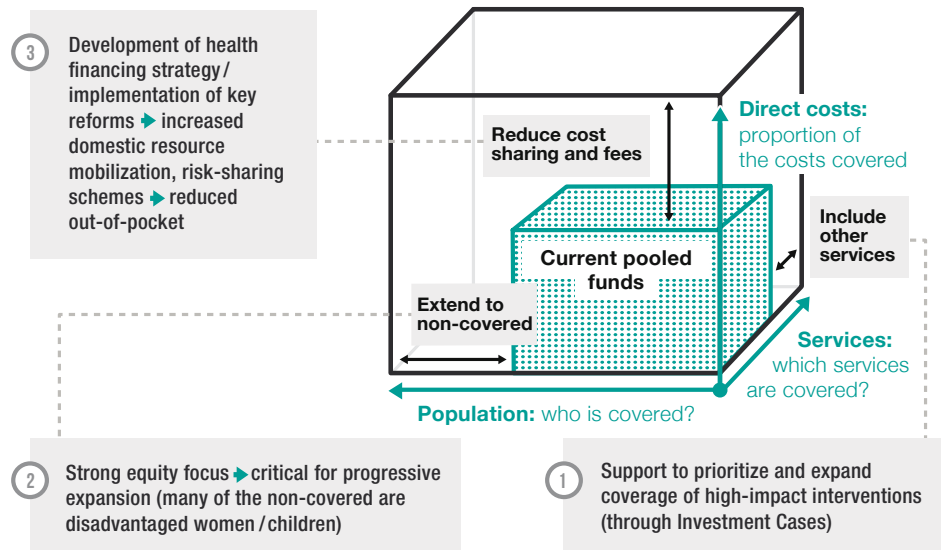 3
Development of health
financing strategy / 
implementation of key
reforms → increased
domestic resource
mobilization, risk-sharing
schemes → reduced
out-of-pocket
Reduce cost
sharing and fees
Direct costs:
proportion of
the costs covered
Include
other
services
Current pooled
funds
Extend to
non-covered
Services:
which services
are covered?
Population: who is covered?
2
Strong equity focus → critical for progressive
expansion (many of the non-covered are
disadvantaged women / children)
1
Support to prioritize and expand
coverage of high-impact interventions
(through Investment Cases)